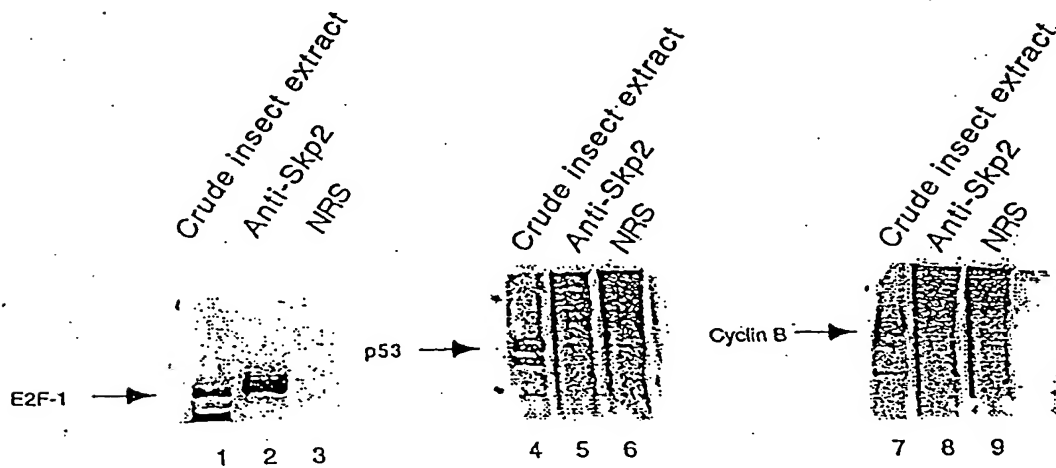 Crude insect extract
Anti-Skp2
NRS
Crude insect extract
Anti-Skp2
NRS
Crude insect extract
Anti-Skp2
NRS
E2F-1
p53
Cyclin B
1 2 3
4 5 6
7 8 9